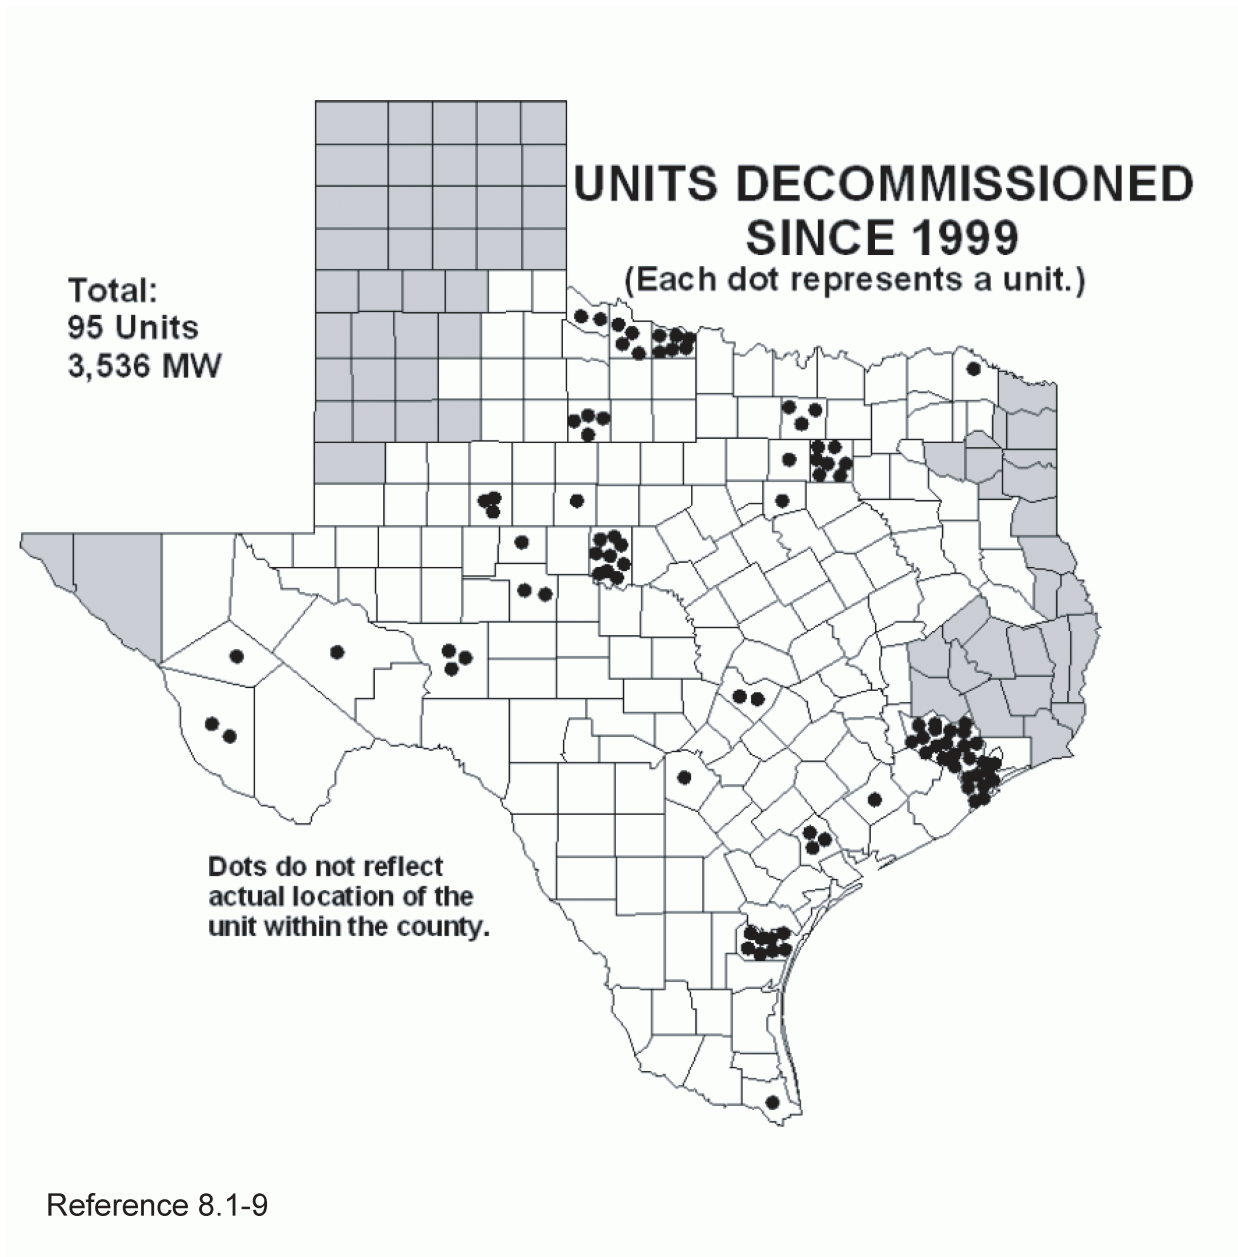 UNITS DECOMMISSIONED
SINCE 1999
(Each dot represents a unit.)
Total:
95 Units
3,536 MW
Dots do not reflect
actual location of the
unit within the county.
Reference 8.1-9